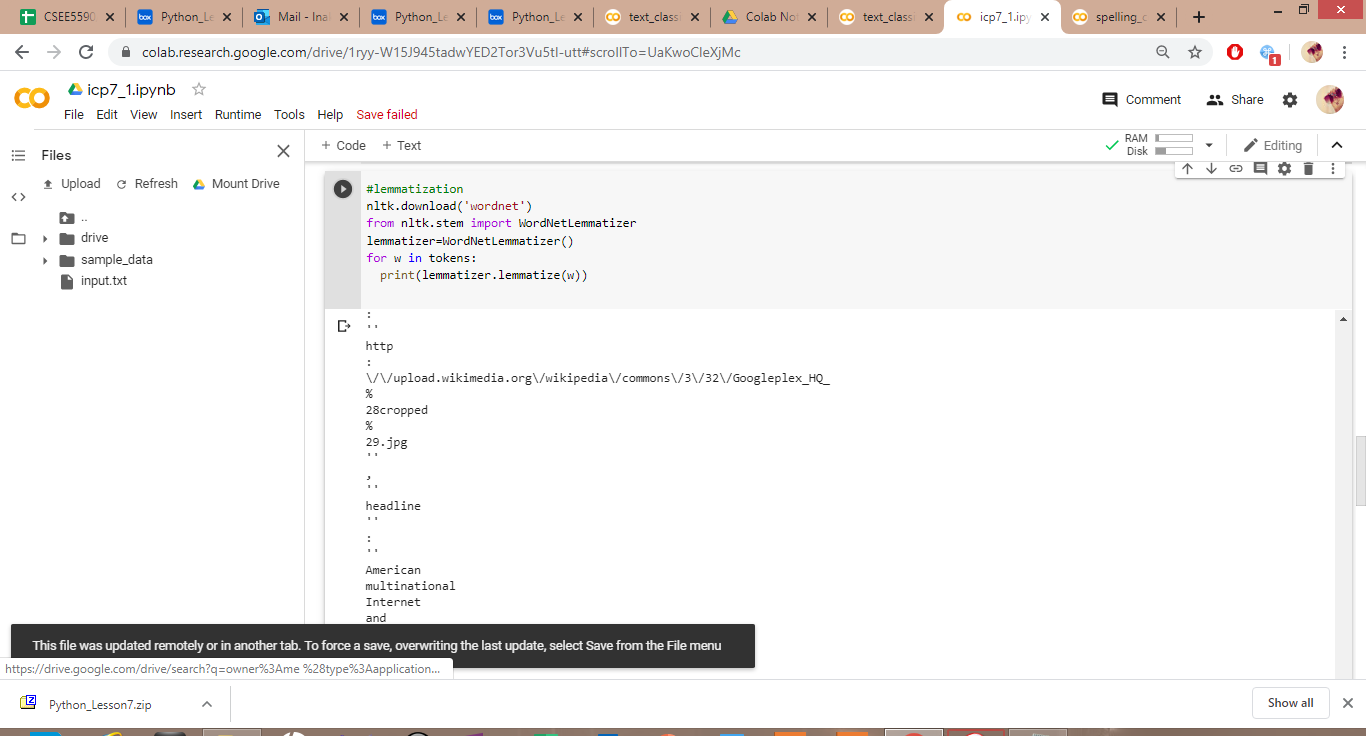 CSEE5590
Python_Le
Mail - Inal
Python_Le
Python_Le
text_classi
Colab Not
text_classi
icp7_1.ipy
spelling_c
colab.research.google.com/drive/1ryy-W15J945tadwYED2Tor3Vu5tI-utt#scrollTo=UaKwoCleXjMc
1
icp7_1.ipynb
File Edit View Insert Runtime Tools Help Save failed
Comment Share
Files
+ Code + Text
RAM
Disk
Editing
Upload Refresh Mount Drive
..
drive
sample_data
input.txt
#lemmatization
nltk.download('wordnet')
from nltk.stem import WordNetLemmatizer
lemmatizer=WordNetLemmatizer()
for w in tokens:
  print(lemmatizer.lemmatize(w))
:
''
http
:
\/\/upload.wikimedia.org\/wikipedia\/commons\/3\/32\/Googleplex_HQ_
%
28cropped
%
29.jpg
''
,
''
headline
''
:
''
American
multinational
Internet
and
This file was updated remotely or in another tab. To force a save, overwriting the last update, select Save from the File menu
https://drive.google.com/drive/search?q=owner%3Ame %28type%3Aapplication...
Python_Lesson7.zip
Show all